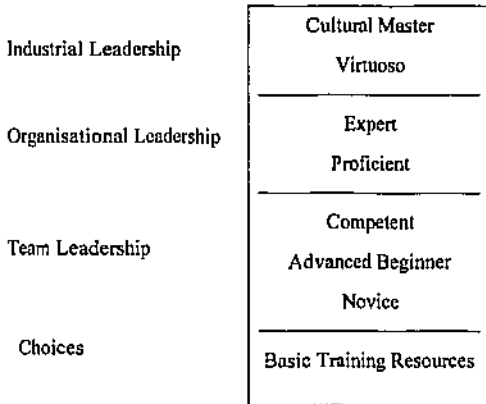 Cultural Master
Industrial Leadership
Virtuoso
Expert
Organisational Leadership
Proficient
Competent
Team Leadership
Advanced Beginner
Novice
Choices
Basic Training Resources